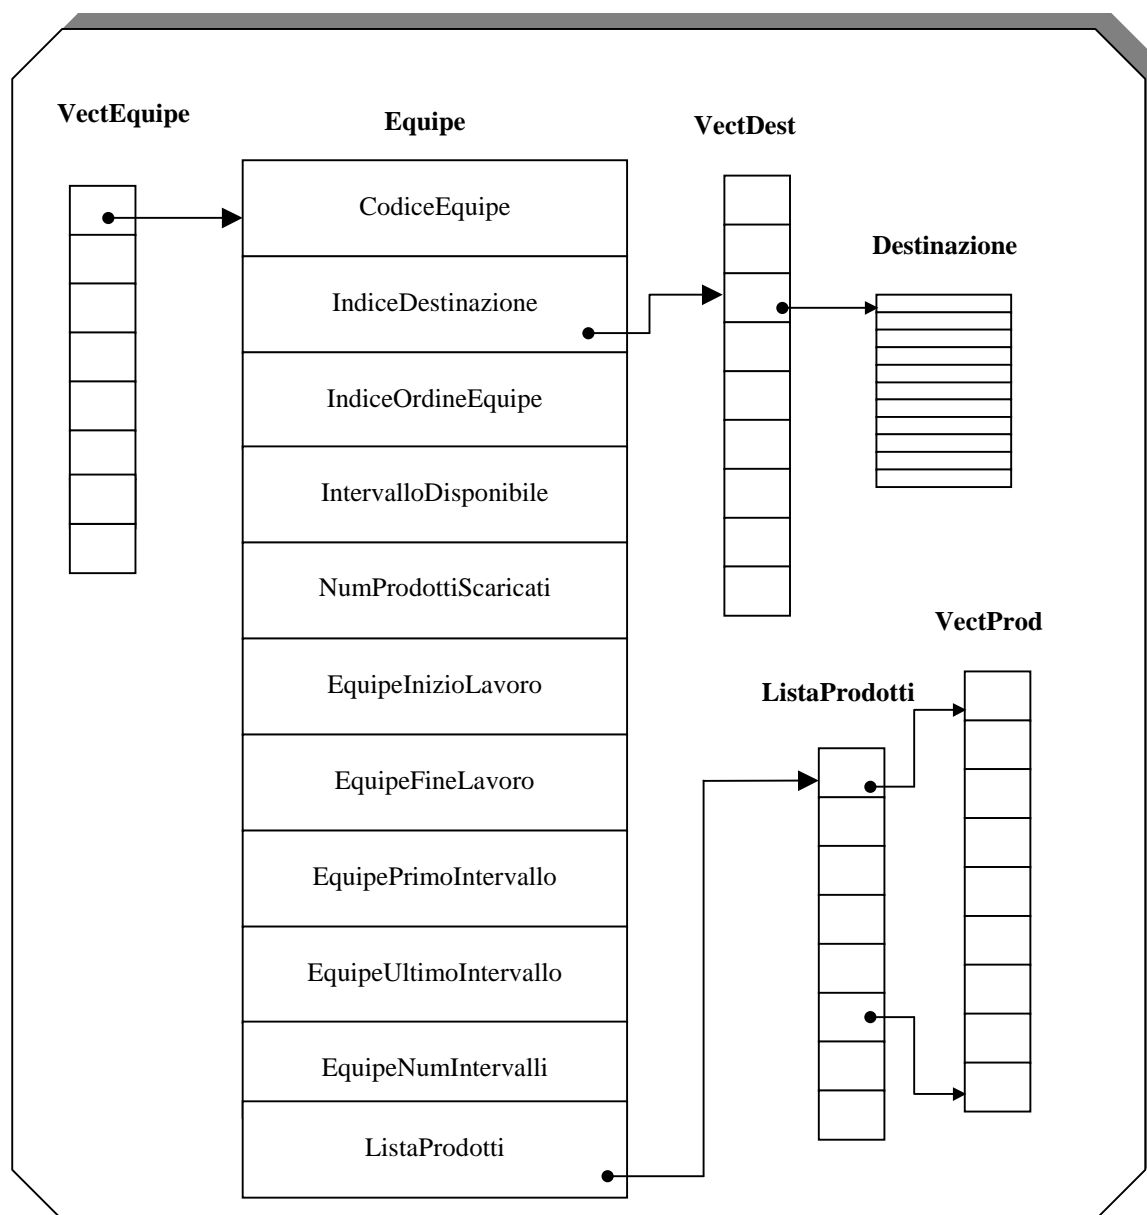 VectEquipe
Equipe
VectDest
CodiceEquipe
Destinazione
IndiceDestinazione
IndiceOrdineEquipe
IntervalloDisponibile
NumProdottiScaricati
VectProd
EquipeInizioLavoro
ListaProdotti
EquipeFineLavoro
EquipePrimoIntervallo
EquipeUltimoIntervallo
EquipeNumIntervalli
ListaProdotti